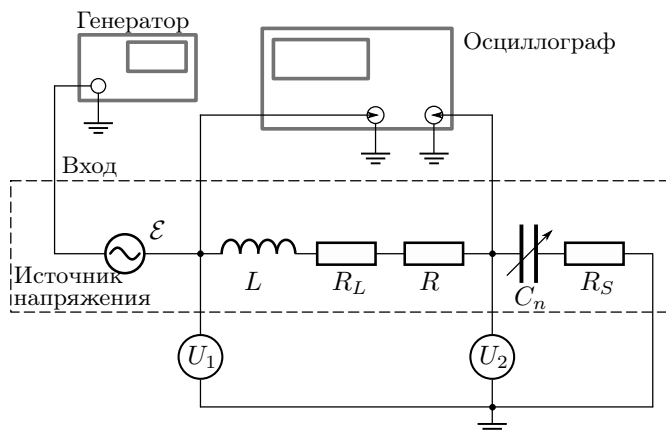 Генератор
Осциллограф
Вход
ℰ
Источник
напряжения
L
R_L
R
C_n
R_S
U_1
U_2